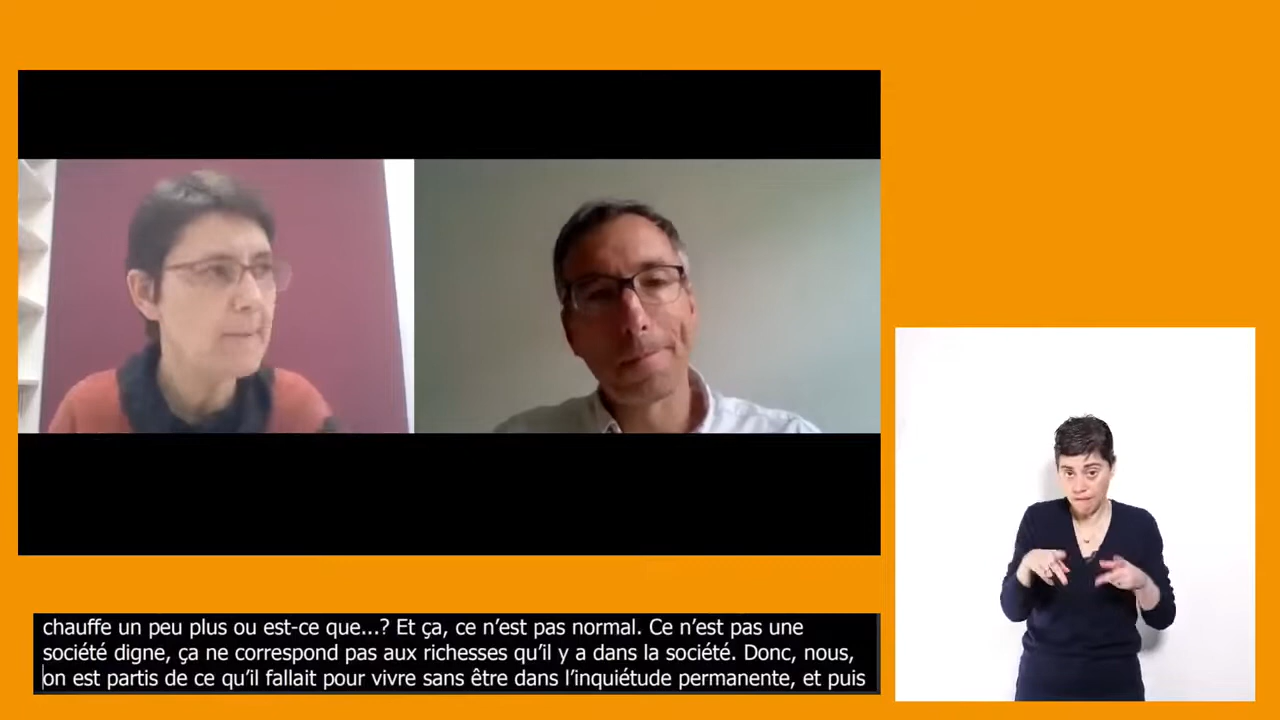 chauffe un peu plus ou est-ce que...? Et ça, ce n’est pas normal. Ce n’est pas une
société digne, ça ne correspond pas aux richesses qu’il y a dans la société. Donc, nous,
on est partis de ce qu’il fallait pour vivre sans être dans l’inquiétude permanente, et puis